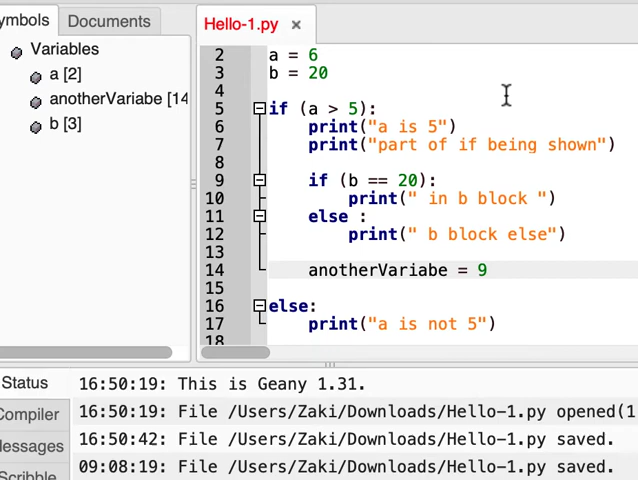 ymbols
Documents
Variables
a [2]
anotherVariabe [14
b [3]
Hello-1.py ×
2 a = 6
3 b = 20
4
5 if (a > 5):
6 print("a is 5")
7 print("part of if being shown")
8
9 if (b == 20):
10 print(" in b block ")
11 else :
12 print(" b block else")
13
14 anotherVariabe = 9
15
16 else:
17 print("a is not 5")
18
Status
16:50:19: This is Geany 1.31.
Compiler
16:50:19: File /Users/Zaki/Downloads/Hello-1.py opened(1
essages
16:50:42: File /Users/Zaki/Downloads/Hello-1.py saved.
Scribble
09:08:19: File /Users/Zaki/Downloads/Hello-1.py saved.